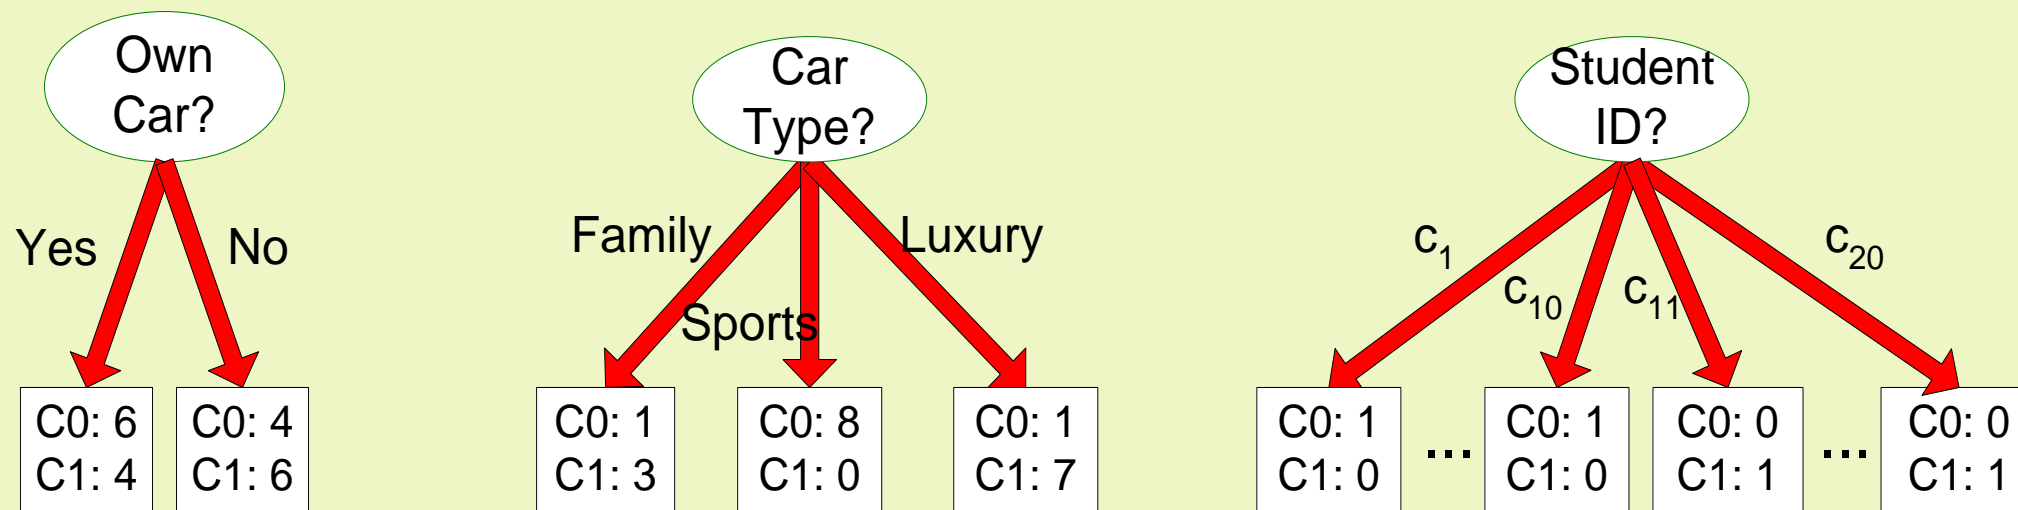 Own
Car?
Yes
No
C0: 6
C1: 4
C0: 4
C1: 6
Car
Type?
Family
Sports
Luxury
C0: 1
C1: 3
C0: 8
C1: 0
C0: 1
C1: 7
Student
ID?
c1
c10
c11
c20
C0: 1
C1: 0
...
C0: 1
C1: 0
C0: 0
C1: 1
...
C0: 0
C1: 1